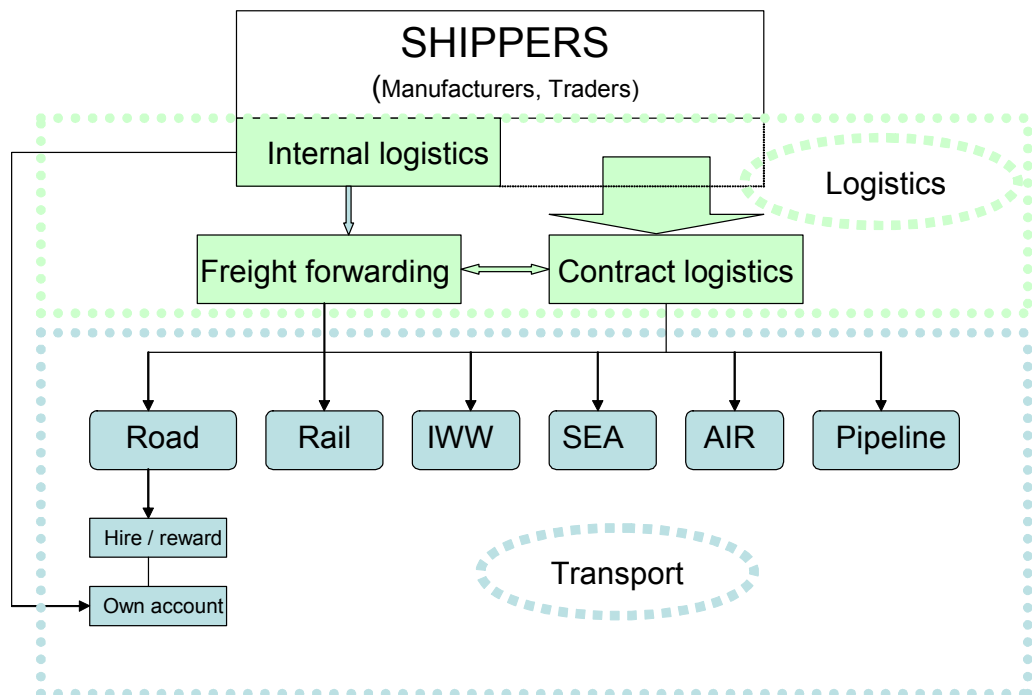 SHIPPERS
(Manufacturers, Traders)
Internal logistics
Logistics
Freight forwarding
Contract logistics
Road
Rail
IWW
SEA
AIR
Pipeline
Hire / reward
Transport
Own account